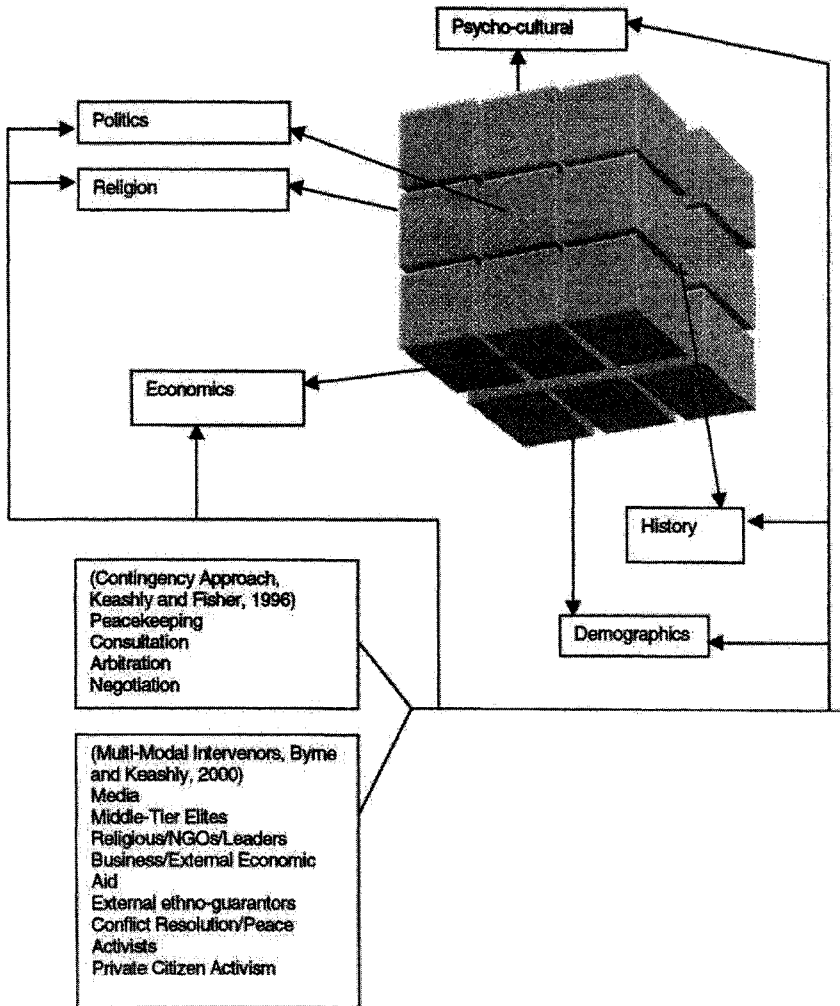 Psycho-cultural
Politics
Religion
Economics
History
Demographics
(Contingency Approach,
Keashly and Fisher, 1996)
Peacekeeping
Consultation
Arbitration
Negotiation
(Multi-Modal Intervenors, Byrne
and Keashly, 2000)
Media
Middle-Tier Elites
Religious/NGOs/Leaders
Business/External Economic
Aid
External ethno-guarantors
Conflict Resolution/Peace
Activists
Private Citizen Activism